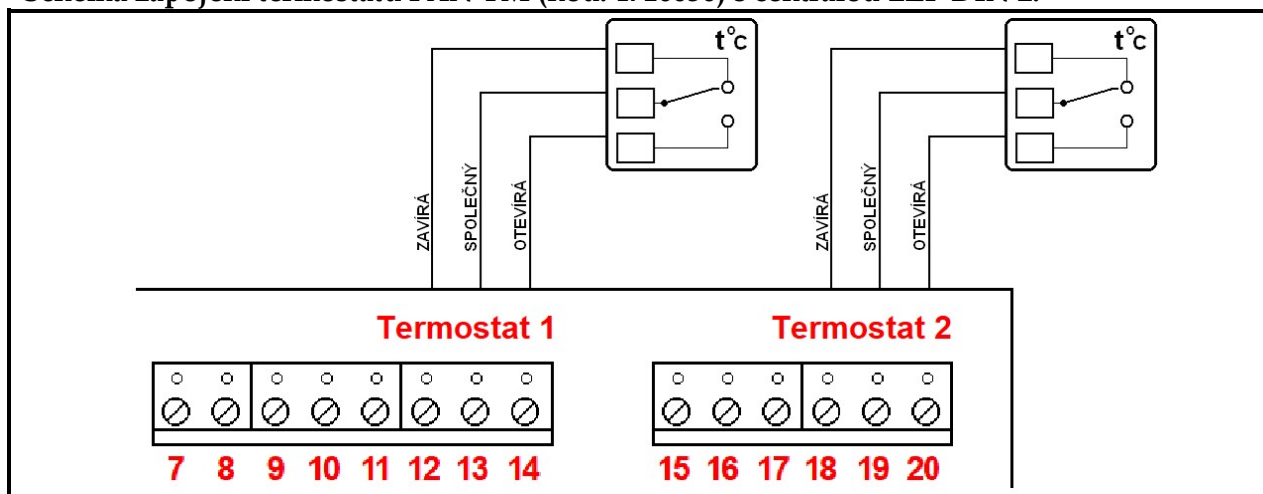 t°C
t°C
ZAVÍRÁ
SPOLEČNÝ
OTEVÍRÁ
ZAVÍRÁ
SPOLEČNÝ
OTEVÍRÁ
Termostat 1
Termostat 2
7 8 9 10 11 12 13 14
15 16 17 18 19 20